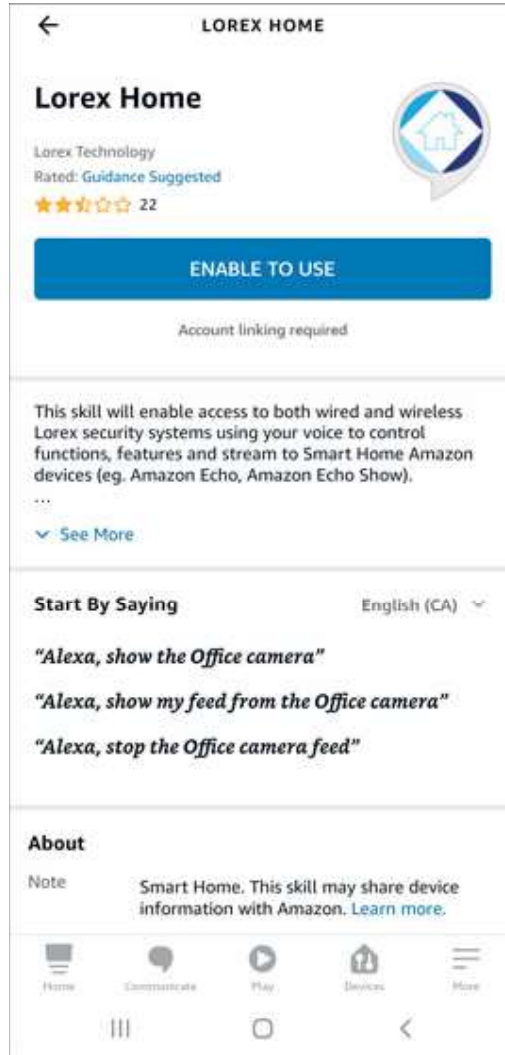 LOREX HOME
Lorex Home
Lorex Technology
Rated: Guidance Suggested
22
ENABLE TO USE
Account linking required
This skill will enable access to both wired and wireless
Lorex security systems using your voice to control
functions, features and stream to Smart Home Amazon
devices (eg. Amazon Echo, Amazon Echo Show).
...
See More
Start By Saying English (CA)
“Alexa, show the Office camera”
“Alexa, show my feed from the Office camera”
“Alexa, stop the Office camera feed”
About
Note Smart Home. This skill may share device
information with Amazon. Learn more.
Home Communicate Play Devices More